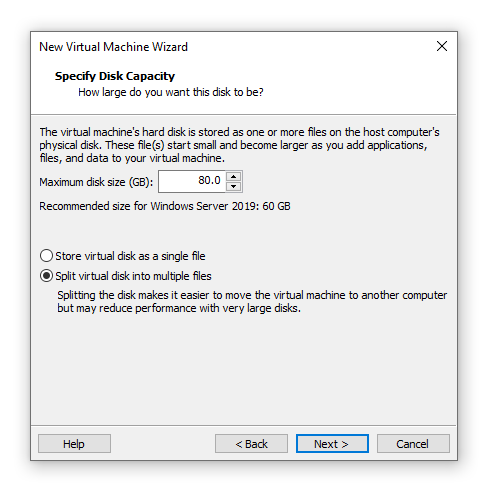 New Virtual Machine Wizard
Specify Disk Capacity
How large do you want this disk to be?
The virtual machine's hard disk is stored as one or more files on the host computer's
physical disk. These file(s) start small and become larger as you add applications,
files, and data to your virtual machine.
Maximum disk size (GB): 80.0
Recommended size for Windows Server 2019: 60 GB
Store virtual disk as a single file
Split virtual disk into multiple files
Splitting the disk makes it easier to move the virtual machine to another computer
but may reduce performance with very large disks.
Help < Back Next > Cancel